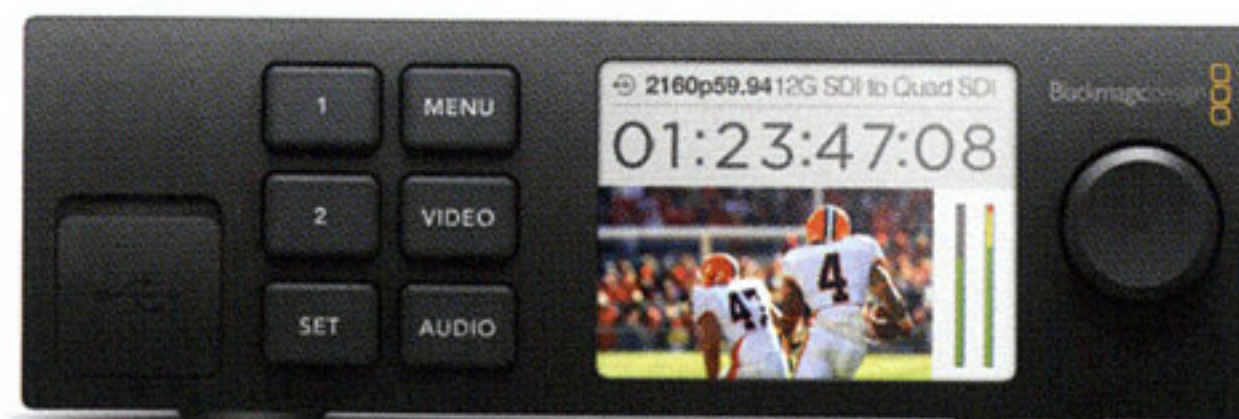 1
MENU
2160p59.94 12G SDI to Quad SDI
Blackmagicdesign
01:23:47:08
2
VIDEO
4
47
SET
AUDIO